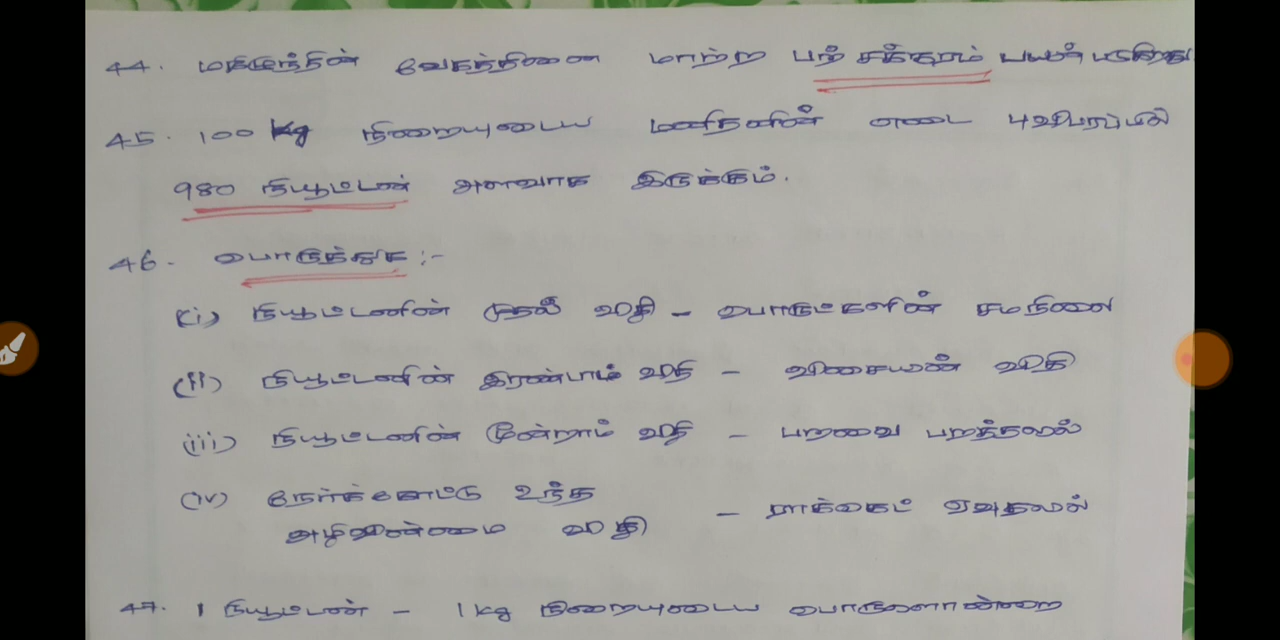 44. மகிழுந்தின் வேகத்தினை மாற்ற பற்சக்கரம் பயன்படுகிறது
45. 100 kg நிறையுடைய மனிதனின் எடை புவிபரப்பில்
980 நியூட்டன் அளவாக இருக்கும்.
46. பொருத்துக :-
(i) நியூட்டனின் முதல் விதி - பொருட்களின் சமநிலை
(ii) நியூட்டனின் இரண்டாம் விதி - விசையின் விதி
(iii) நியூட்டனின் மூன்றாம் விதி - பறவை பறத்தலில்
(iv) நேர்க்கோட்டு உந்த
அழிவின்மை விதி - ராக்கெட் ஏவுதலில்
47. 1 நியூட்டன் - 1 kg நிறையுடைய பொருளொன்றை